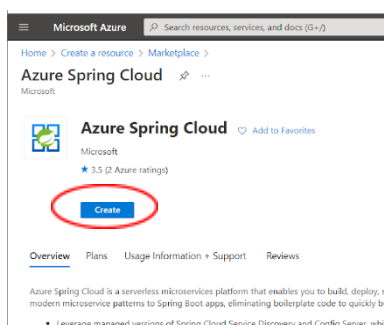 Microsoft Azure
Search resources, services, and docs (G+/)
Home > Create a resource > Marketplace >
Azure Spring Cloud
...
Microsoft
Azure Spring Cloud
Add to Favorites
Microsoft
★ 3.5 (2 Azure ratings)
Create
Overview Plans Usage Information + Support Reviews
Azure Spring Cloud is a serverless microservices platform that enables you to build, deploy,
modern microservice patterns to Spring Boot apps, eliminating boilerplate code to quickly
• Leverage managed versions of Spring Cloud Service Discovery and Config Server,